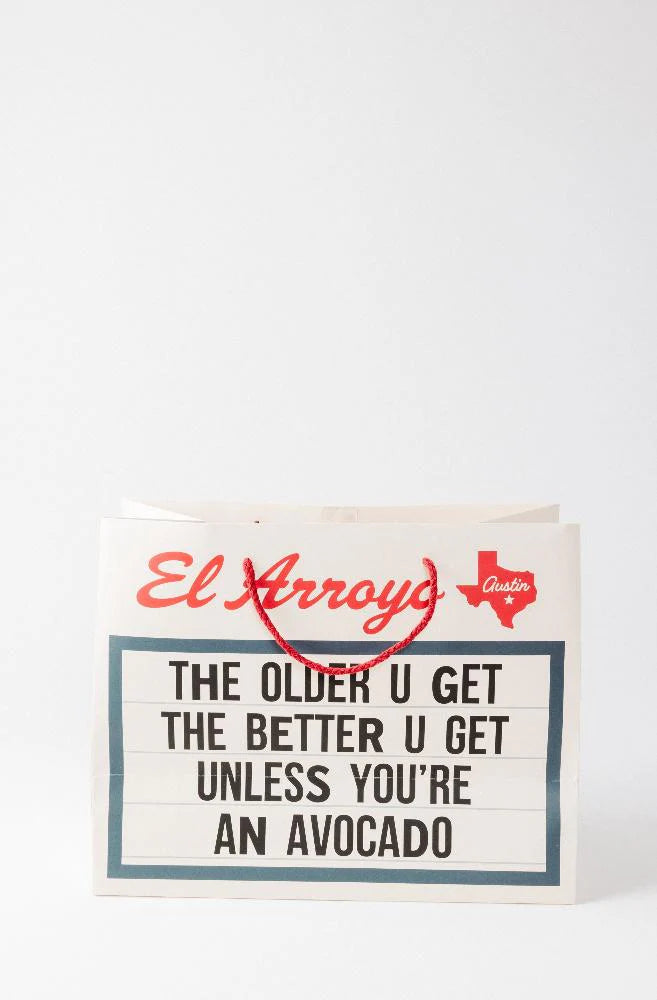 El Arroyo
Austin
THE OLDER U GET
THE BETTER U GET
UNLESS YOU'RE
AN AVOCADO